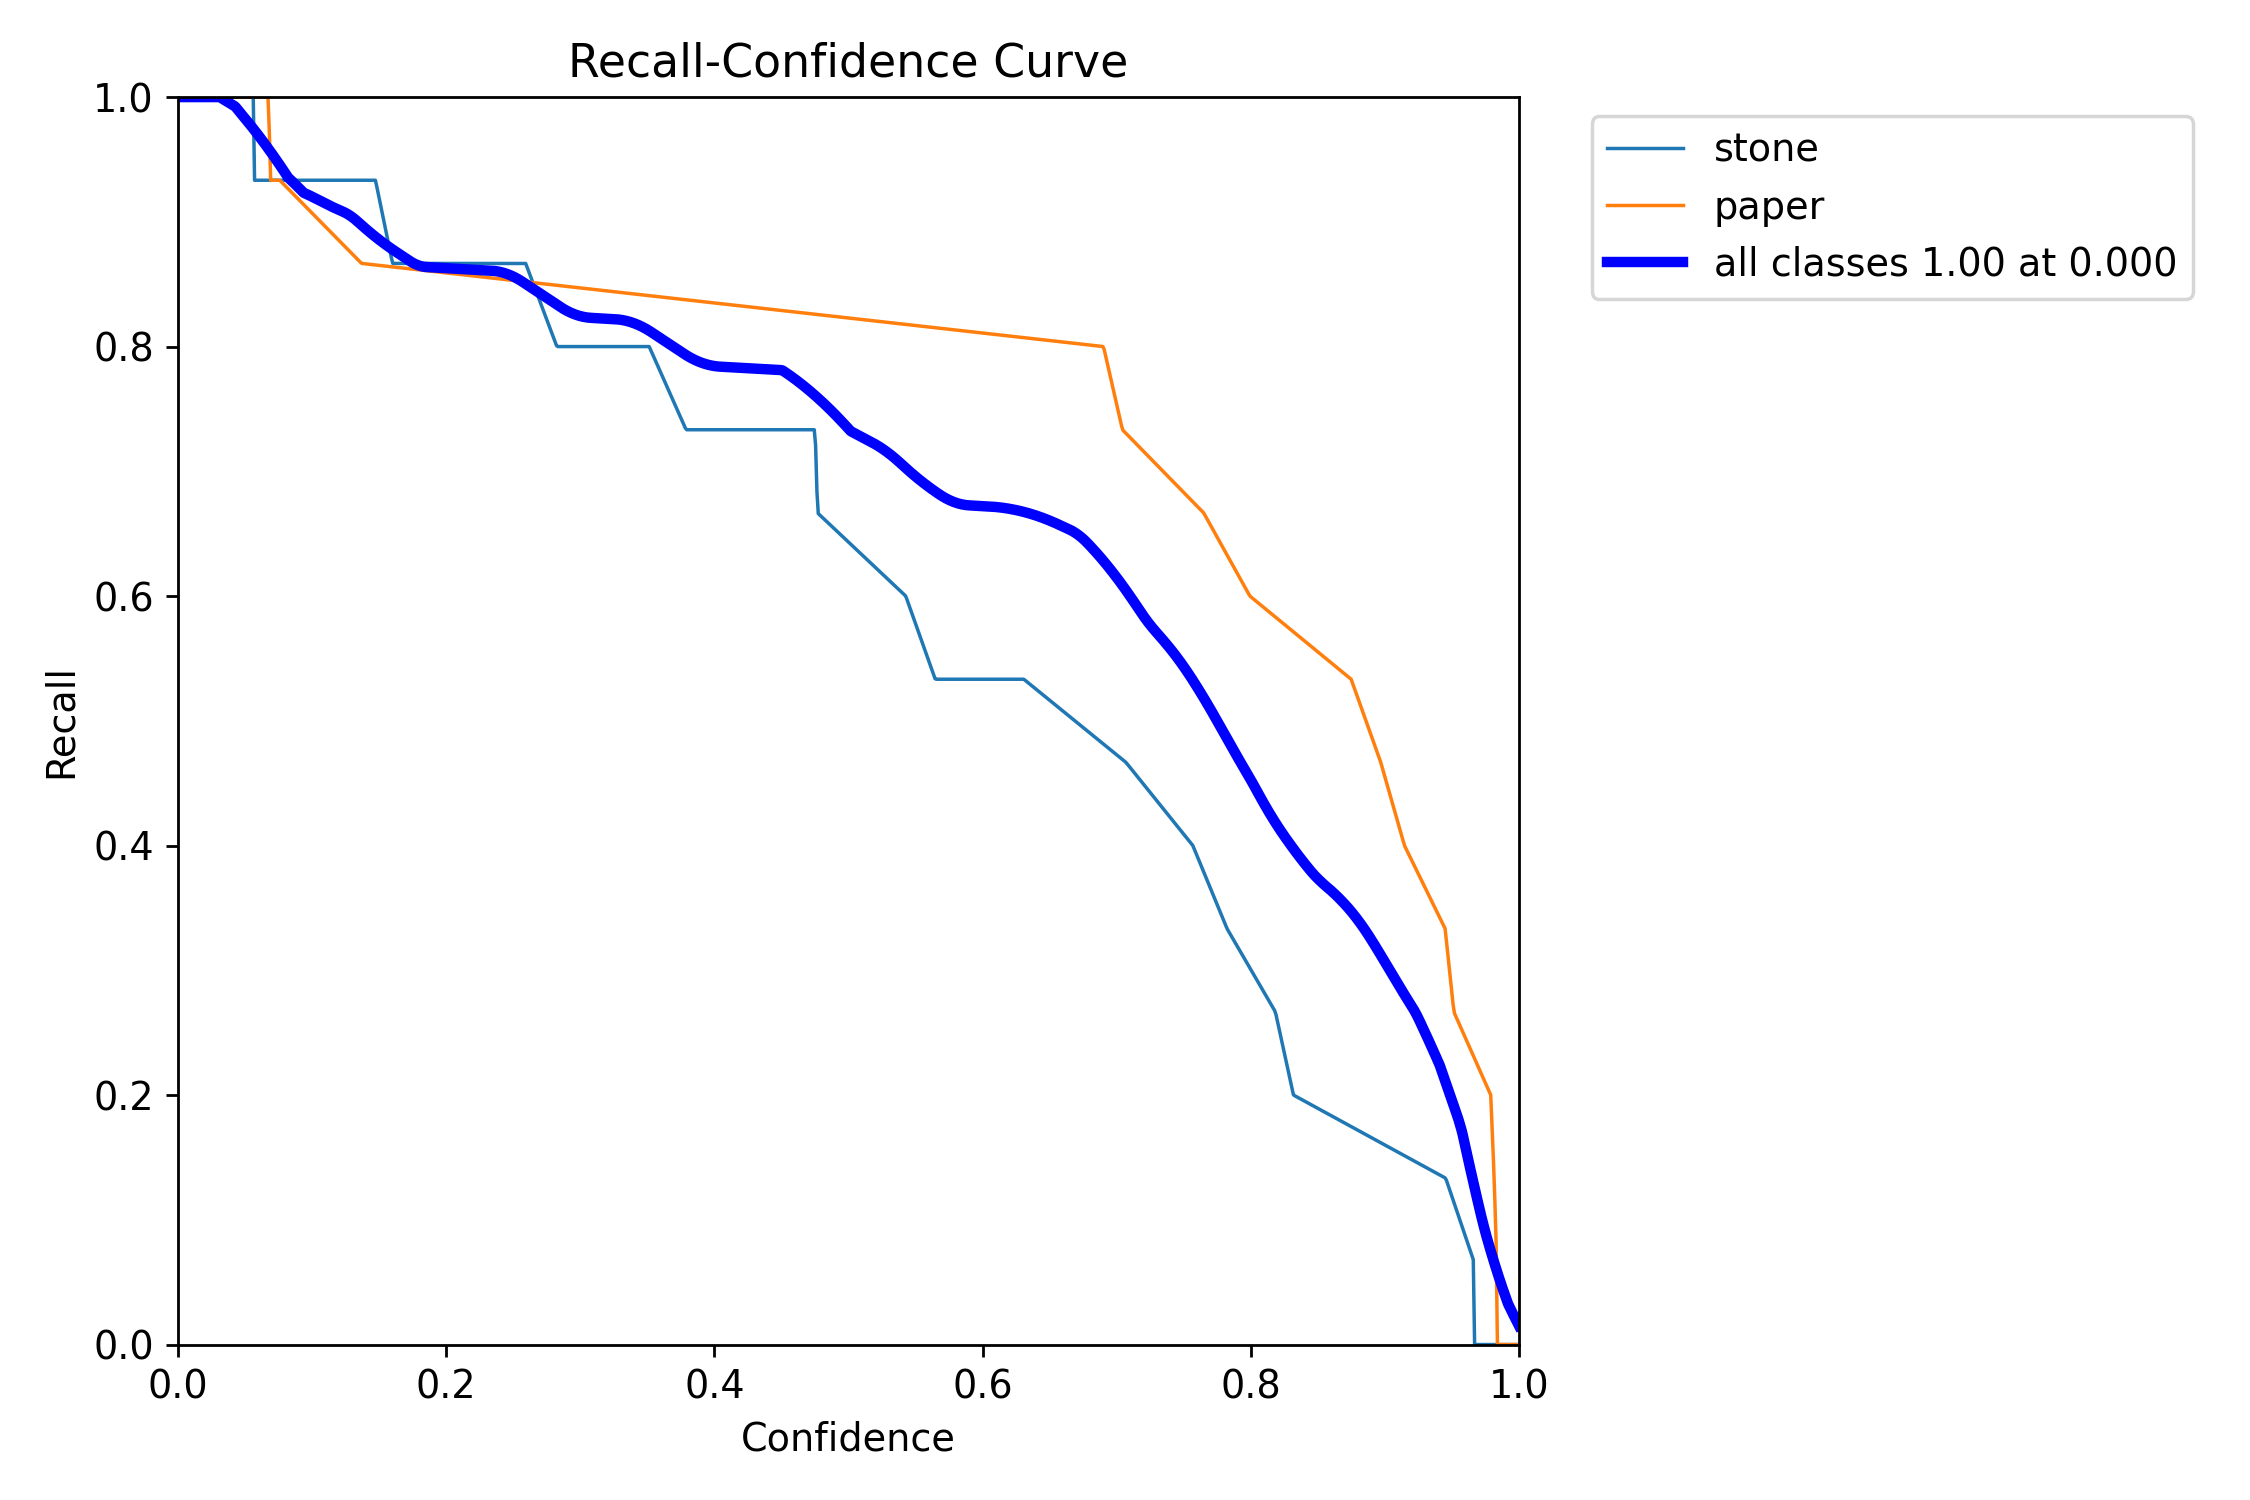 Recall-Confidence Curve
1.0
0.8
0.6
0.4
0.2
0.0
Recall
0.0 0.2 0.4 0.6 0.8 1.0
Confidence
stone
paper
all classes 1.00 at 0.000